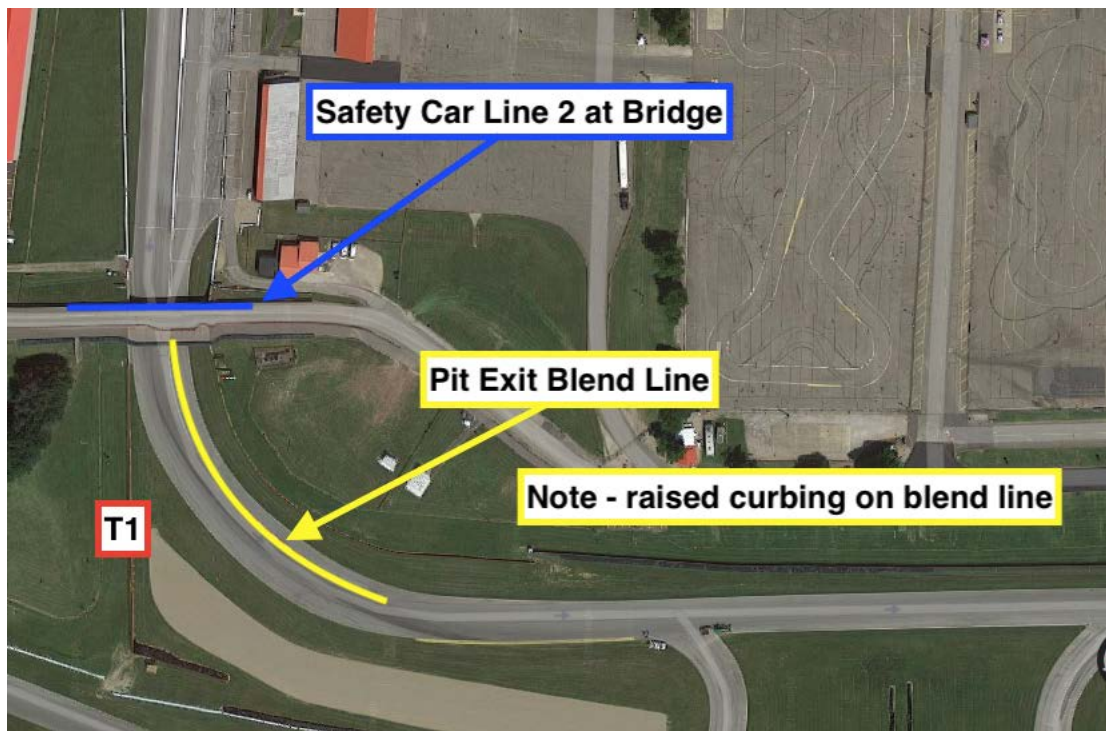 Safety Car Line 2 at Bridge
Pit Exit Blend Line
Note - raised curbing on blend line
T1